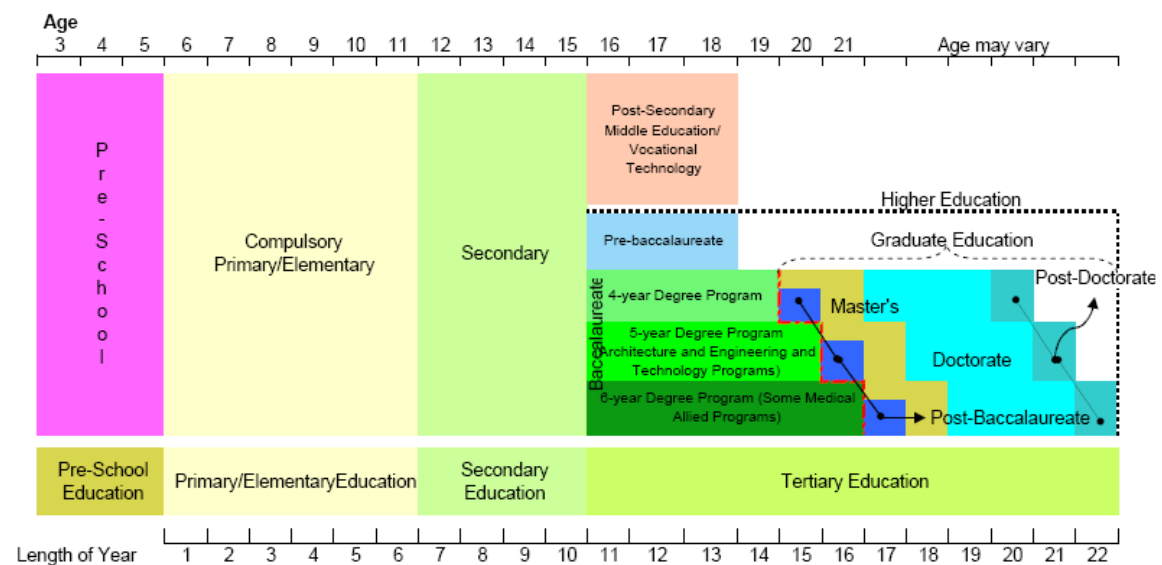 Age
3 4 5 6 7 8 9 10 11 12 13 14 15 16 17 18 19 20 21 Age may vary
P
r
e
-
S
c
h
o
o
l
Compulsory
Primary/Elementary
Secondary
Post-Secondary
Middle Education/
Vocational
Technology
Higher Education
Pre-baccalaureate
Graduate Education
Post-Doctorate
Baccalaureate
4-year Degree Program
Master's
5-year Degree Program
Architecture and Engineering and
Technology Programs)
Doctorate
6-year Degree Program (Some Medical
Allied Programs)
Post-Baccalaureate
Pre-School
Education
Primary/ElementaryEducation
Secondary
Education
Tertiary Education
Length of Year 1 2 3 4 5 6 7 8 9 10 11 12 13 14 15 16 17 18 19 20 21 22